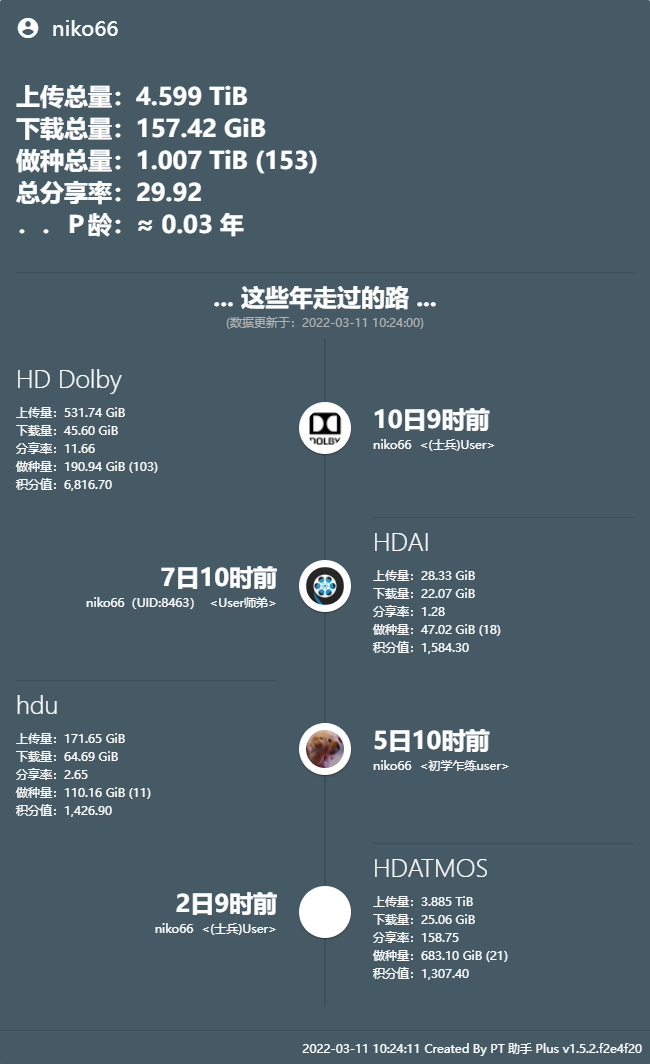 niko66
上传总量：4.599 TiB
下载总量：157.42 GiB
做种总量：1.007 TiB (153)
总分享率：29.92
．．Ｐ龄：≈ 0.03 年
... 这些年走过的路 ...
(数据更新于：2022-03-11 10:24:00)
HD Dolby
上传量：531.74 GiB
下载量：45.60 GiB
分享率：11.66
做种量：190.94 GiB (103)
积分值：6,816.70
DOLBY
10日9时前
niko66 <(士兵)User>
7日10时前
niko66（UID:8463） <User师弟>
HDAI
上传量：28.33 GiB
下载量：22.07 GiB
分享率：1.28
做种量：47.02 GiB (18)
积分值：1,584.30
hdu
上传量：171.65 GiB
下载量：64.69 GiB
分享率：2.65
做种量：110.16 GiB (11)
积分值：1,426.90
5日10时前
niko66 <初学乍练user>
2日9时前
niko66 <(士兵)User>
HDATMOS
上传量：3.885 TiB
下载量：25.06 GiB
分享率：158.75
做种量：683.10 GiB (21)
积分值：1,307.40
2022-03-11 10:24:11 Created By PT 助手 Plus v1.5.2.f2e4f20